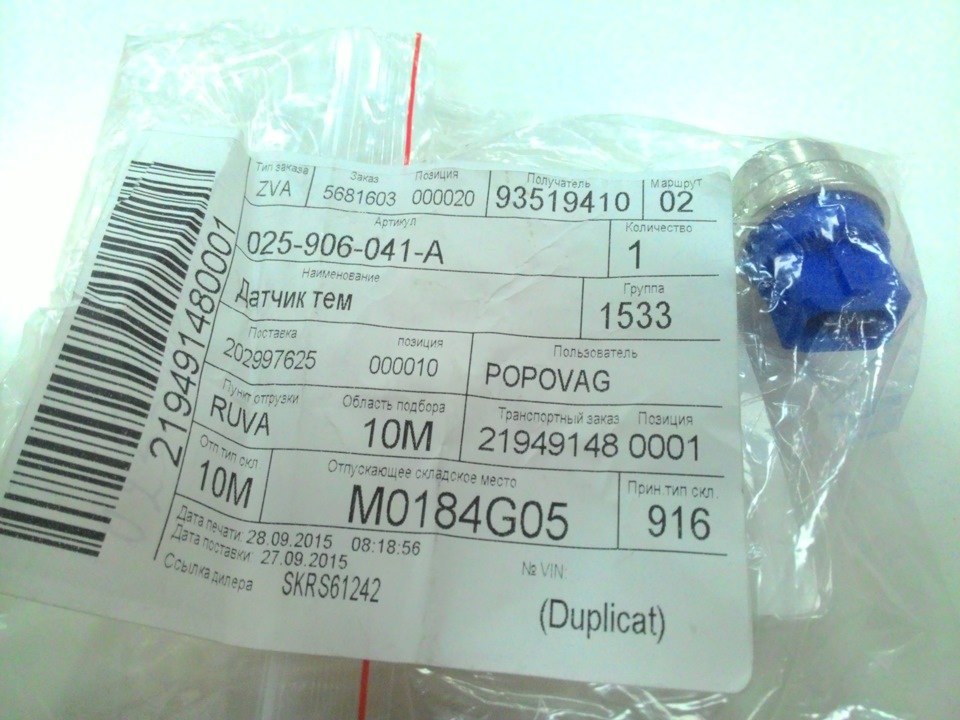 219491480001
Тип заказа Заказ Позиция Получатель Маршрут
ZVA 5681603 000020 93519410 02
Артикул Количество
025-906-041-A 1
Наименование Группа
Датчик тем 1533
Поставка позиция Пользователь
202997625 000010 POPOVAG
Пункт отгрузки Область подбора Транспортный заказ Позиция
RUVA 10M 21949148 0001
Отп.тип скл Отпускающее складское место Прин.тип скл.
10M M0184G05 916
Дата печати: 28.09.2015 08:18:56
Дата поставки: 27.09.2015 № VIN:
Ссылка дилера SKRS61242
(Duplicat)